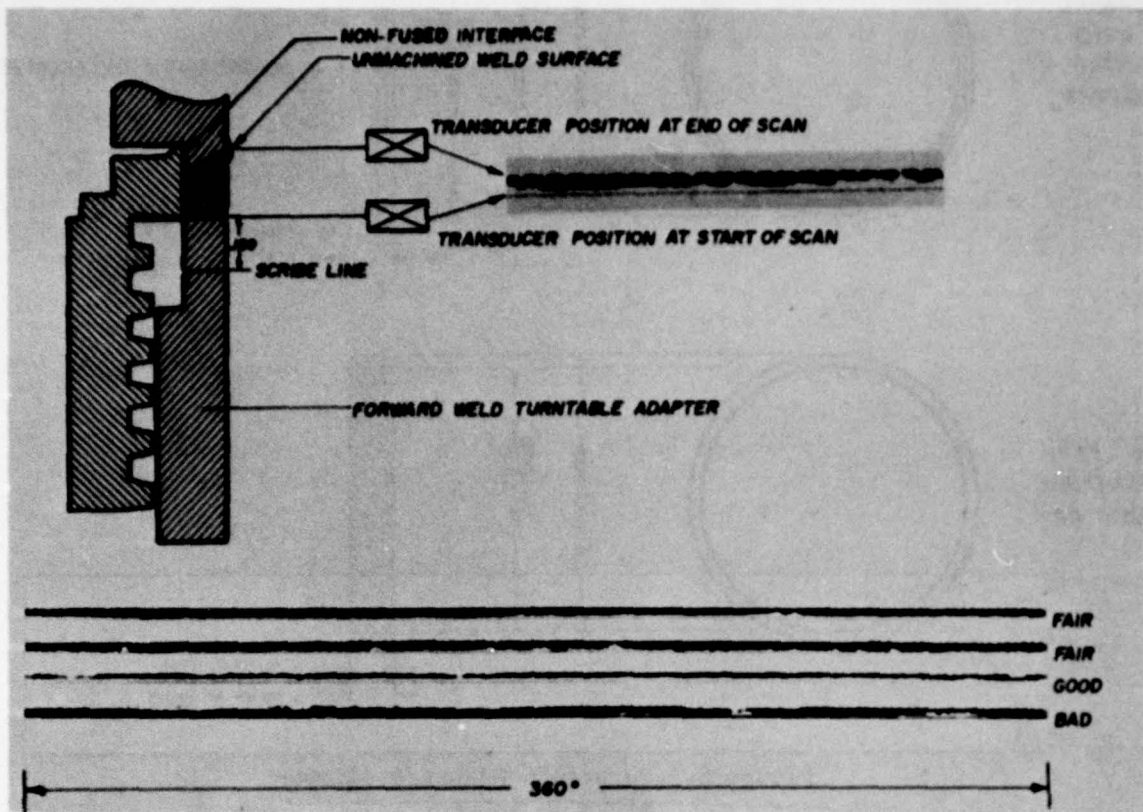 NON-FUSED INTERFACE
UNMACHINED WELD SURFACE
TRANSDUCER POSITION AT END OF SCAN
TRANSDUCER POSITION AT START OF SCAN
SCRIBE LINE
FORWARD WELD TURNTABLE ADAPTER
FAIR
FAIR
GOOD
BAD
360°